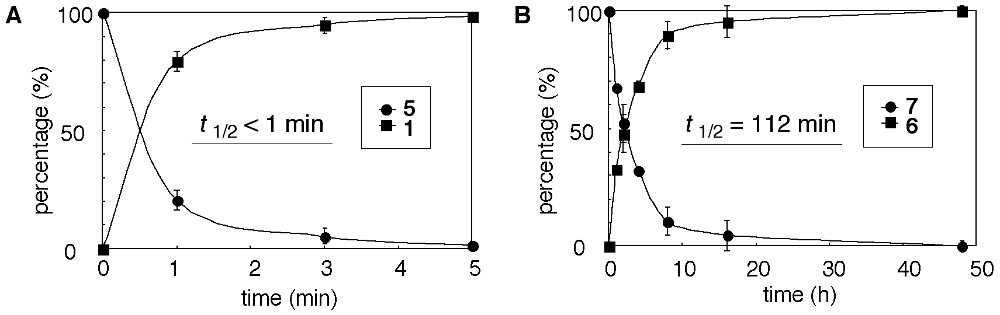 A
100
50
0
percentage (%)
0 1 2 3 4 5
time (min)
t 1/2 < 1 min
5
1
B
100
50
0
percentage (%)
0 10 20 30 40 50
time (h)
t 1/2 = 112 min
7
6